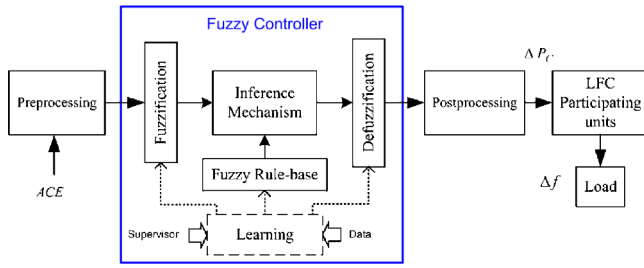 Fuzzy Controller
Preprocessing
Fuzzification
Inference
Mechanism
Defuzzification
Postprocessing
Δ P_C
LFC
Participating
units
ACE
Fuzzy Rule-base
Δf
Load
Supervisor
Learning
Data